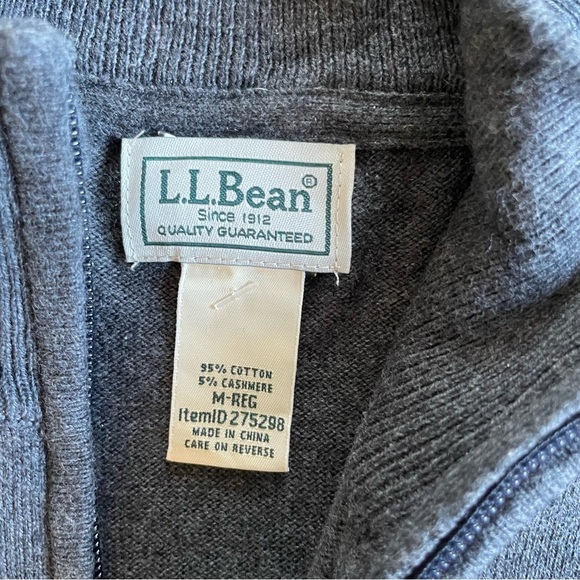 L.L.Bean®
Since 1912
QUALITY GUARANTEED
95% COTTON
5% CASHMERE
M-REG
ItemID 275298
MADE IN CHINA
CARE ON REVERSE